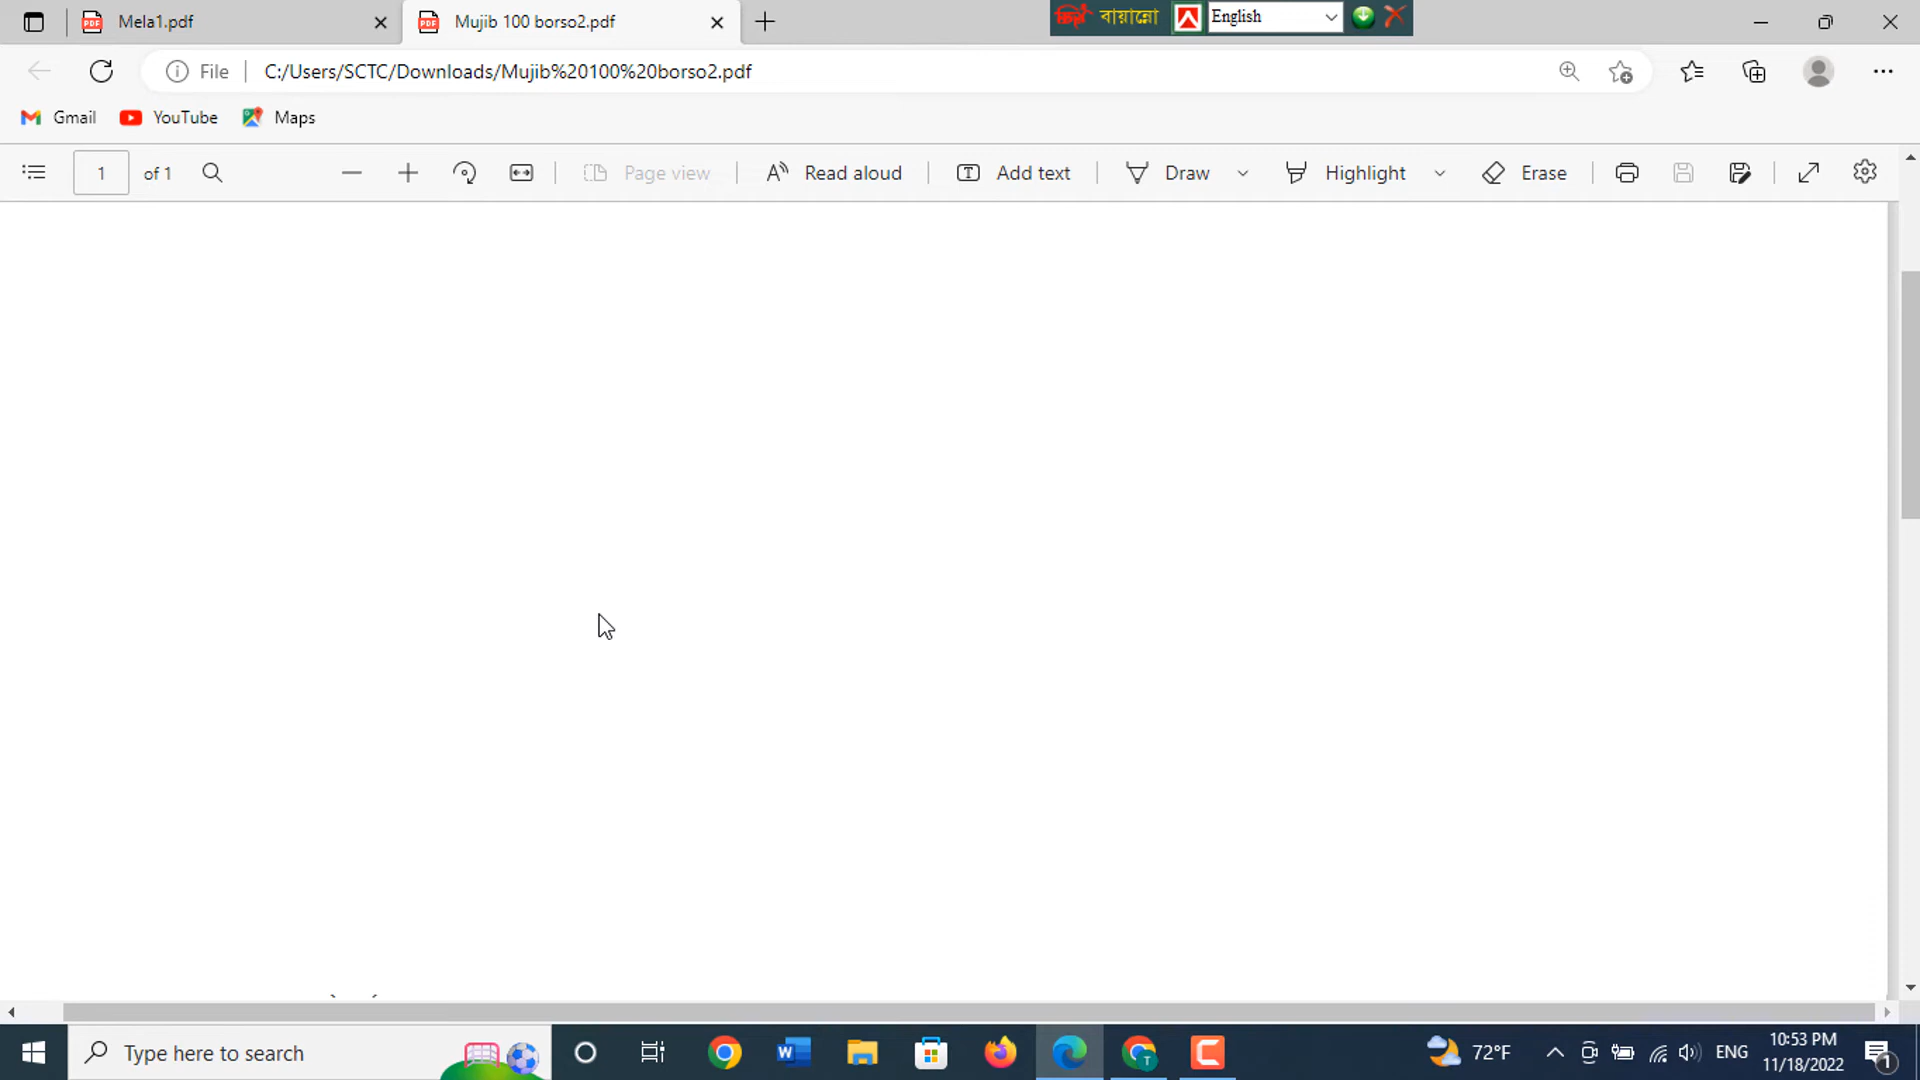 Mela1.pdf
Mujib 100 borso2.pdf
বায়ান্নো
English
File
C:/Users/SCTC/Downloads/Mujib%20100%20borso2.pdf
Gmail
YouTube
Maps
1
of 1
Page view
Read aloud
Add text
Draw
Highlight
Erase
Type here to search
72°F
ENG
10:53 PM
11/18/2022
1